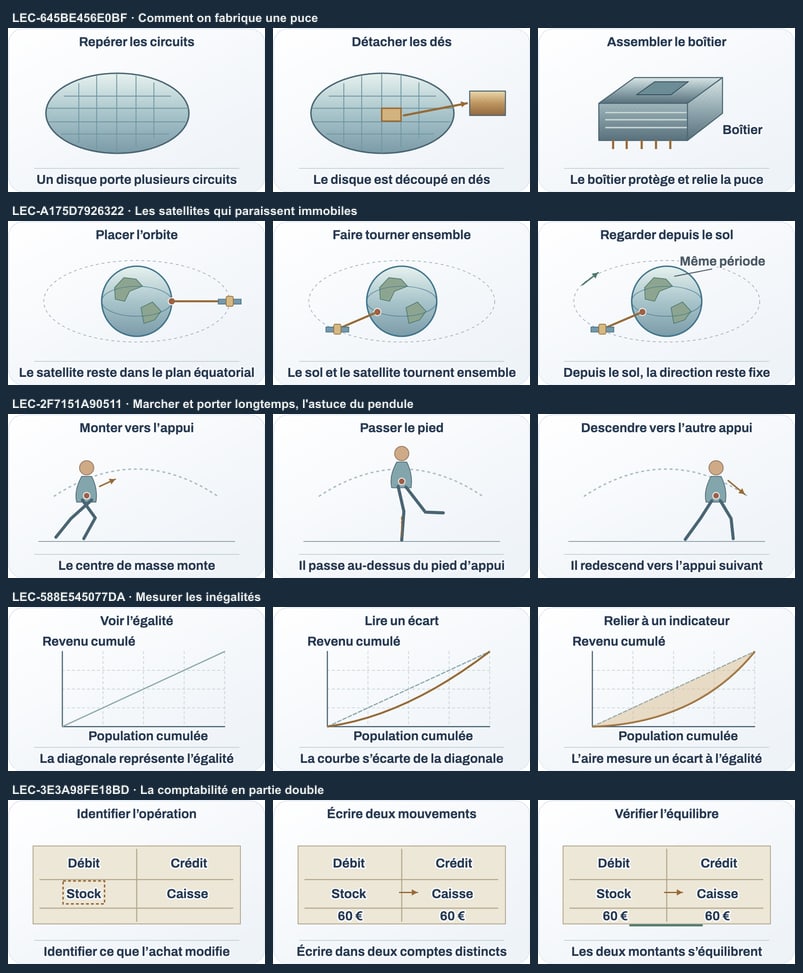 LEC-645BE456E0BF · Comment on fabrique une puce
Repérer les circuits
Détacher les dés
Assembler le boîtier
Boîtier
Un disque porte plusieurs circuits
Le disque est découpé en dés
Le boîtier protège et relie la puce
LEC-A175D7926322 · Les satellites qui paraissent immobiles
Placer l’orbite
Faire tourner ensemble
Regarder depuis le sol
Même période
Le satellite reste dans le plan équatorial
Le sol et le satellite tournent ensemble
Depuis le sol, la direction reste fixe
LEC-2F7151A90511 · Marcher et porter longtemps, l'astuce du pendule
Monter vers l’appui
Passer le pied
Descendre vers l’autre appui
Le centre de masse monte
Il passe au-dessus du pied d’appui
Il redescend vers l’appui suivant
LEC-588E545077DA · Mesurer les inégalités
Voir l’égalité
Lire un écart
Relier à un indicateur
Revenu cumulé
Revenu cumulé
Revenu cumulé
Population cumulée
Population cumulée
Population cumulée
La diagonale représente l’égalité
La courbe s’écarte de la diagonale
L’aire mesure un écart à l’égalité
LEC-3E3A98FE18BD · La comptabilité en partie double
Identifier l’opération
Écrire deux mouvements
Vérifier l’équilibre
Débit Crédit
Débit Crédit
Débit Crédit
Stock Caisse
Stock Caisse
Stock Caisse
60 € 60 €
60 € 60 €
Identifier ce que l’achat modifie
Écrire dans deux comptes distincts
Les deux montants s’équilibrent